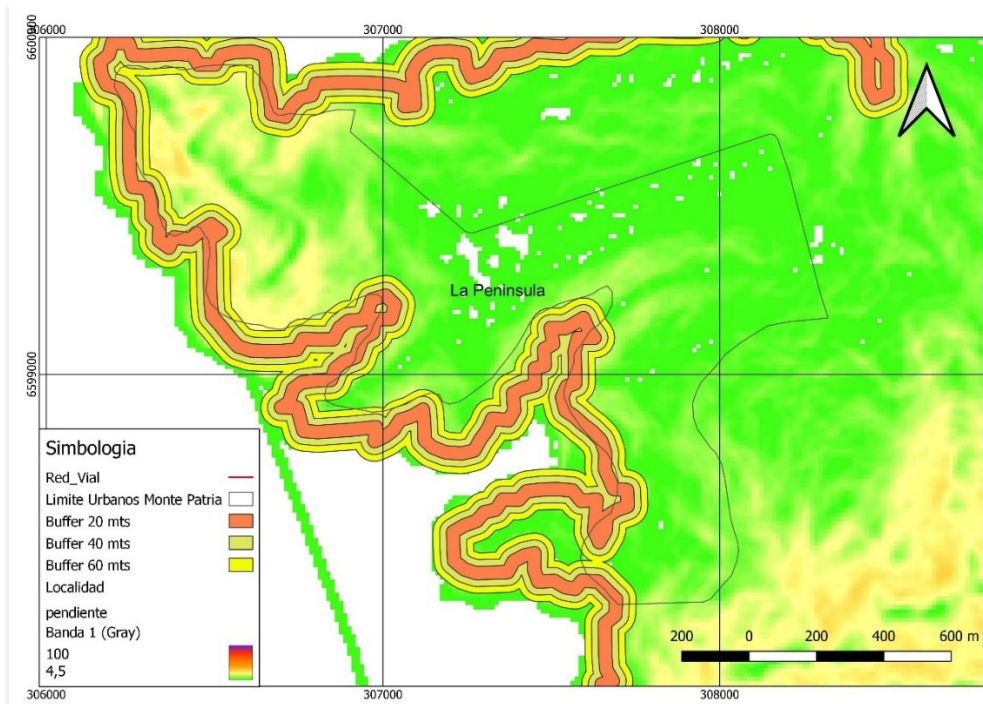 306000 307000 308000
6600000
La Peninsula
6599000
Simbologia
Red_Vial
Limite Urbanos Monte Patria
Buffer 20 mts
Buffer 40 mts
Buffer 60 mts
Localidad
pendiente
Banda 1 (Gray)
100
4,5
200 0 200 400 600 m
306000 307000 308000